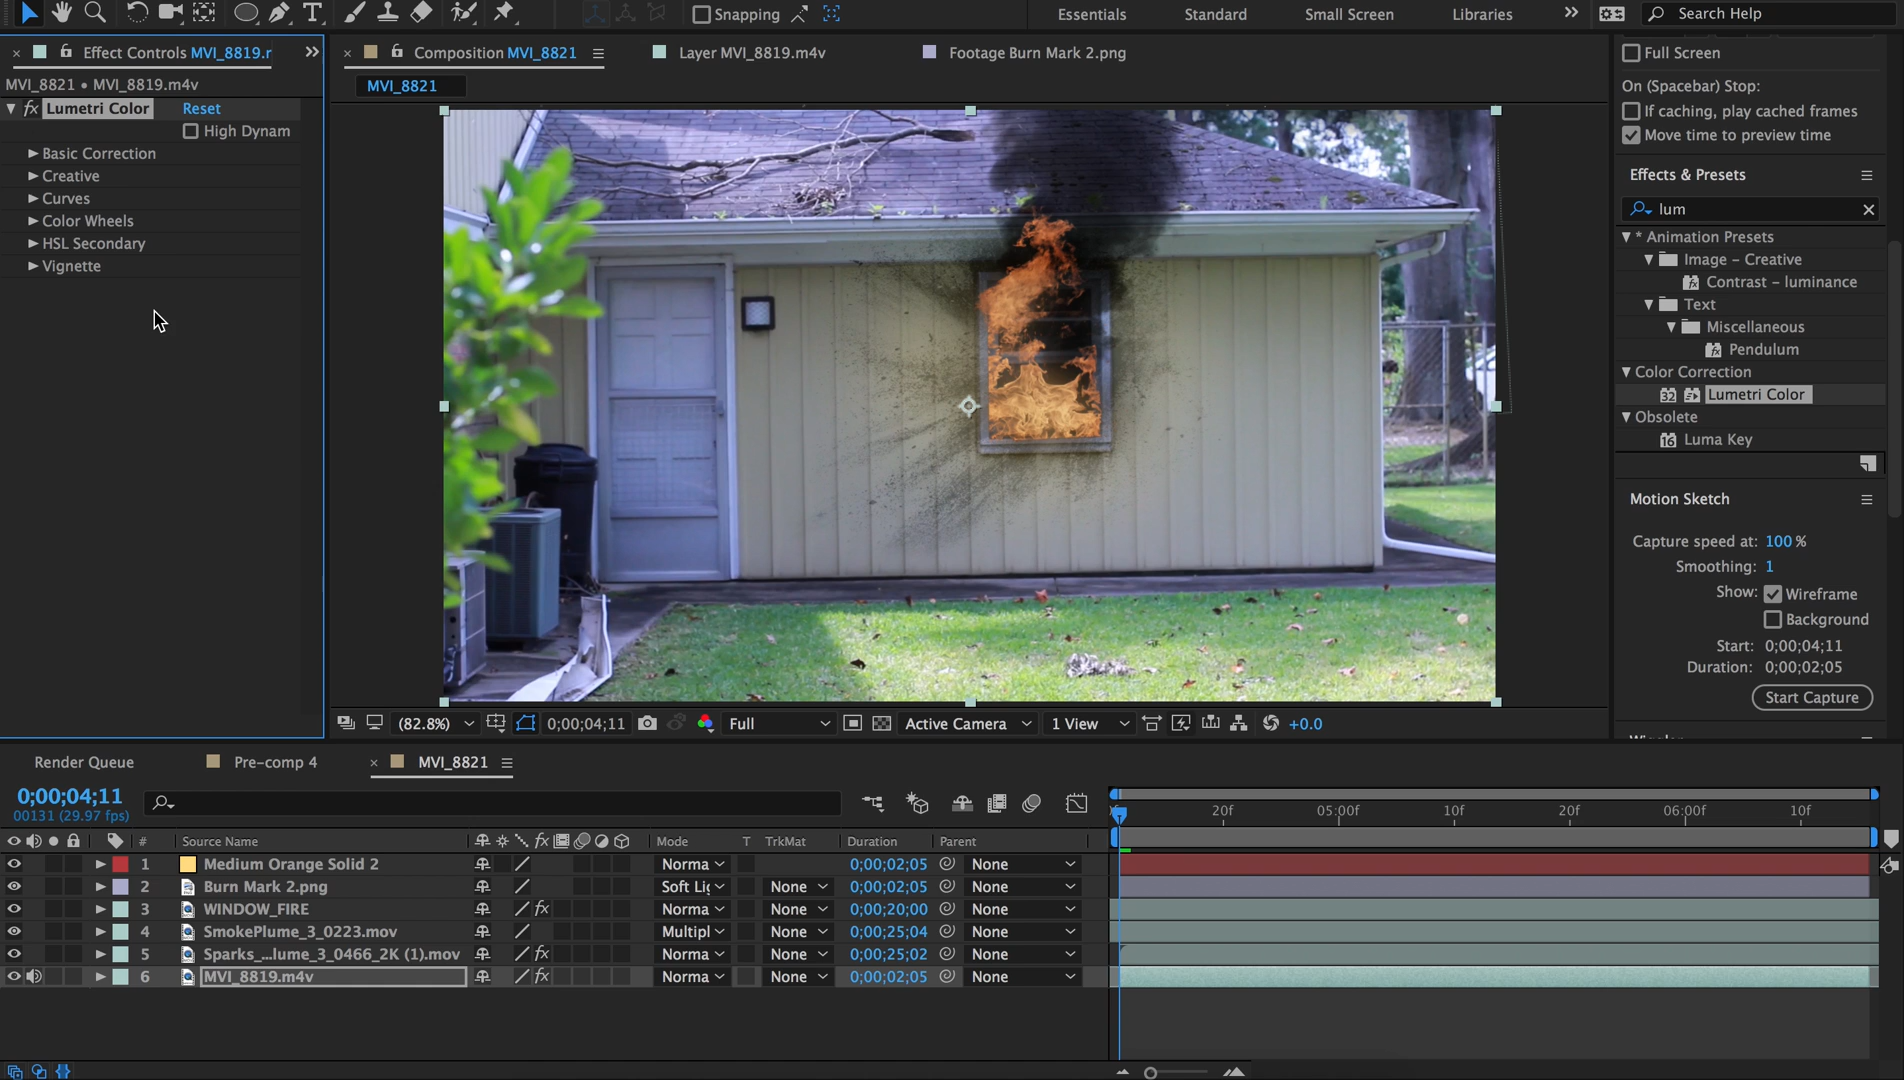 Snapping
Essentials
Standard
Small Screen
Libraries
Search Help
Effect Controls MVI_8819.r
Composition MVI_8821
Layer MVI_8819.m4v
Footage Burn Mark 2.png
MVI_8821 • MVI_8819.m4v
MVI_8821
fx Lumetri Color
Reset
High Dynam
Basic Correction
Creative
Curves
Color Wheels
HSL Secondary
Vignette
Full Screen
On (Spacebar) Stop:
If caching, play cached frames
Move time to preview time
Effects & Presets
lum
* Animation Presets
Image – Creative
Contrast – luminance
Text
Miscellaneous
Pendulum
Color Correction
32 Lumetri Color
Obsolete
16 Luma Key
Motion Sketch
Capture speed at: 100 %
Smoothing: 1
Show: Wireframe
Background
Start: 0;00;04;11
Duration: 0;00;02;05
Start Capture
(82.8%)
0;00;04;11
Full
Active Camera
1 View
+0.0
Render Queue
Pre-comp 4
MVI_8821
0;00;04;11
00131 (29.97 fps)
20f
05:00f
10f
20f
06:00f
10f
# Source Name fx Mode T TrkMat Duration Parent
1 Medium Orange Solid 2 Norma 0;00;02;05 None
2 Burn Mark 2.png Soft Lig None 0;00;02;05 None
3 WINDOW_FIRE fx Norma None 0;00;20;00 None
4 SmokePlume_3_0223.mov Multipl None 0;00;25;04 None
5 Sparks_...lume_3_0466_2K (1).mov fx Norma None 0;00;25;02 None
6 MVI_8819.m4v fx Norma None 0;00;02;05 None